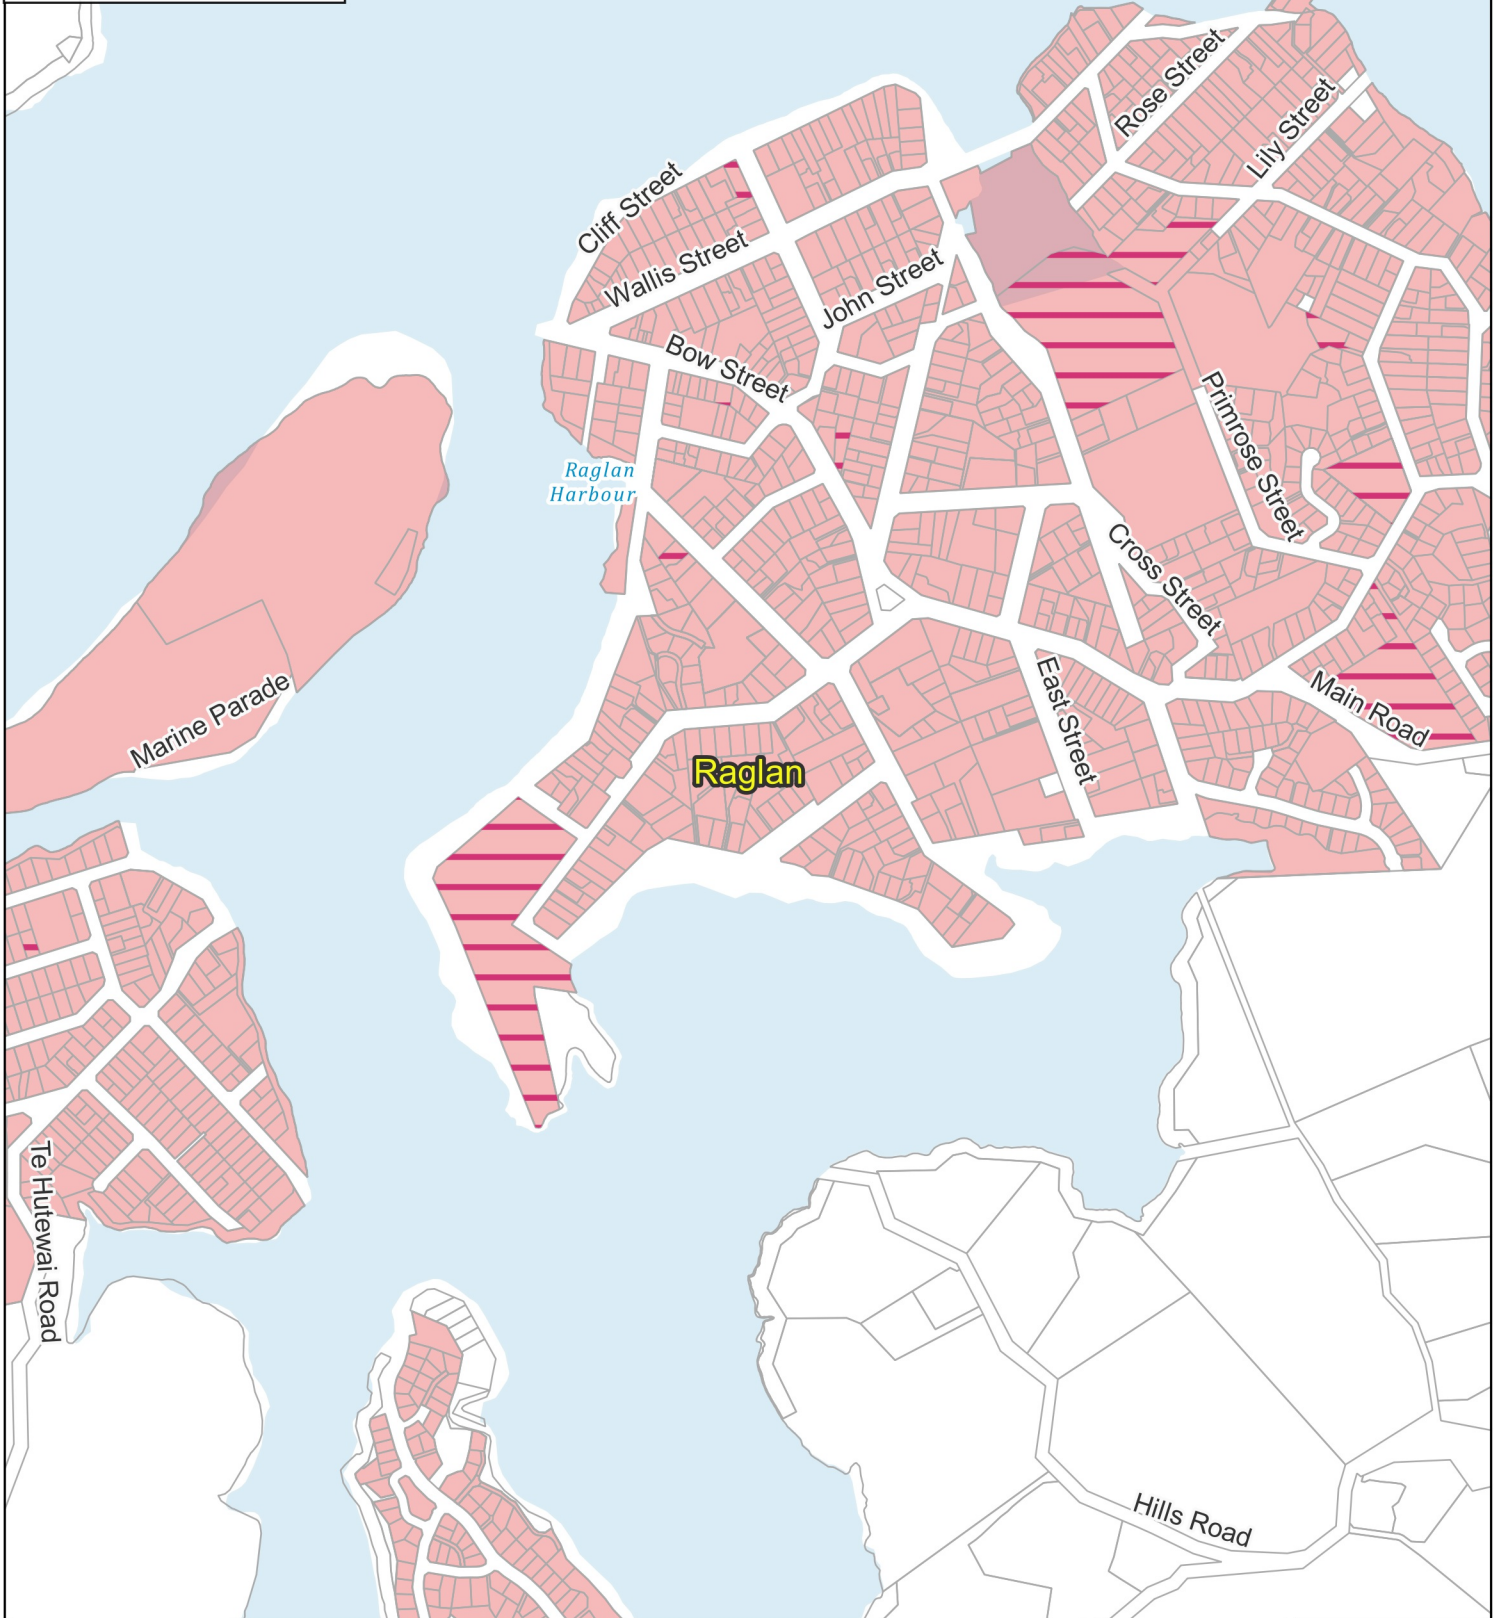 Rose Street
Lily Street
Cliff Street
Wallis Street
John Street
Bow Street
Primrose Street
Raglan
Harbour
Cross Street
East Street
Main Road
Marine Parade
Raglan
Te Hutewai Road
Hills Road